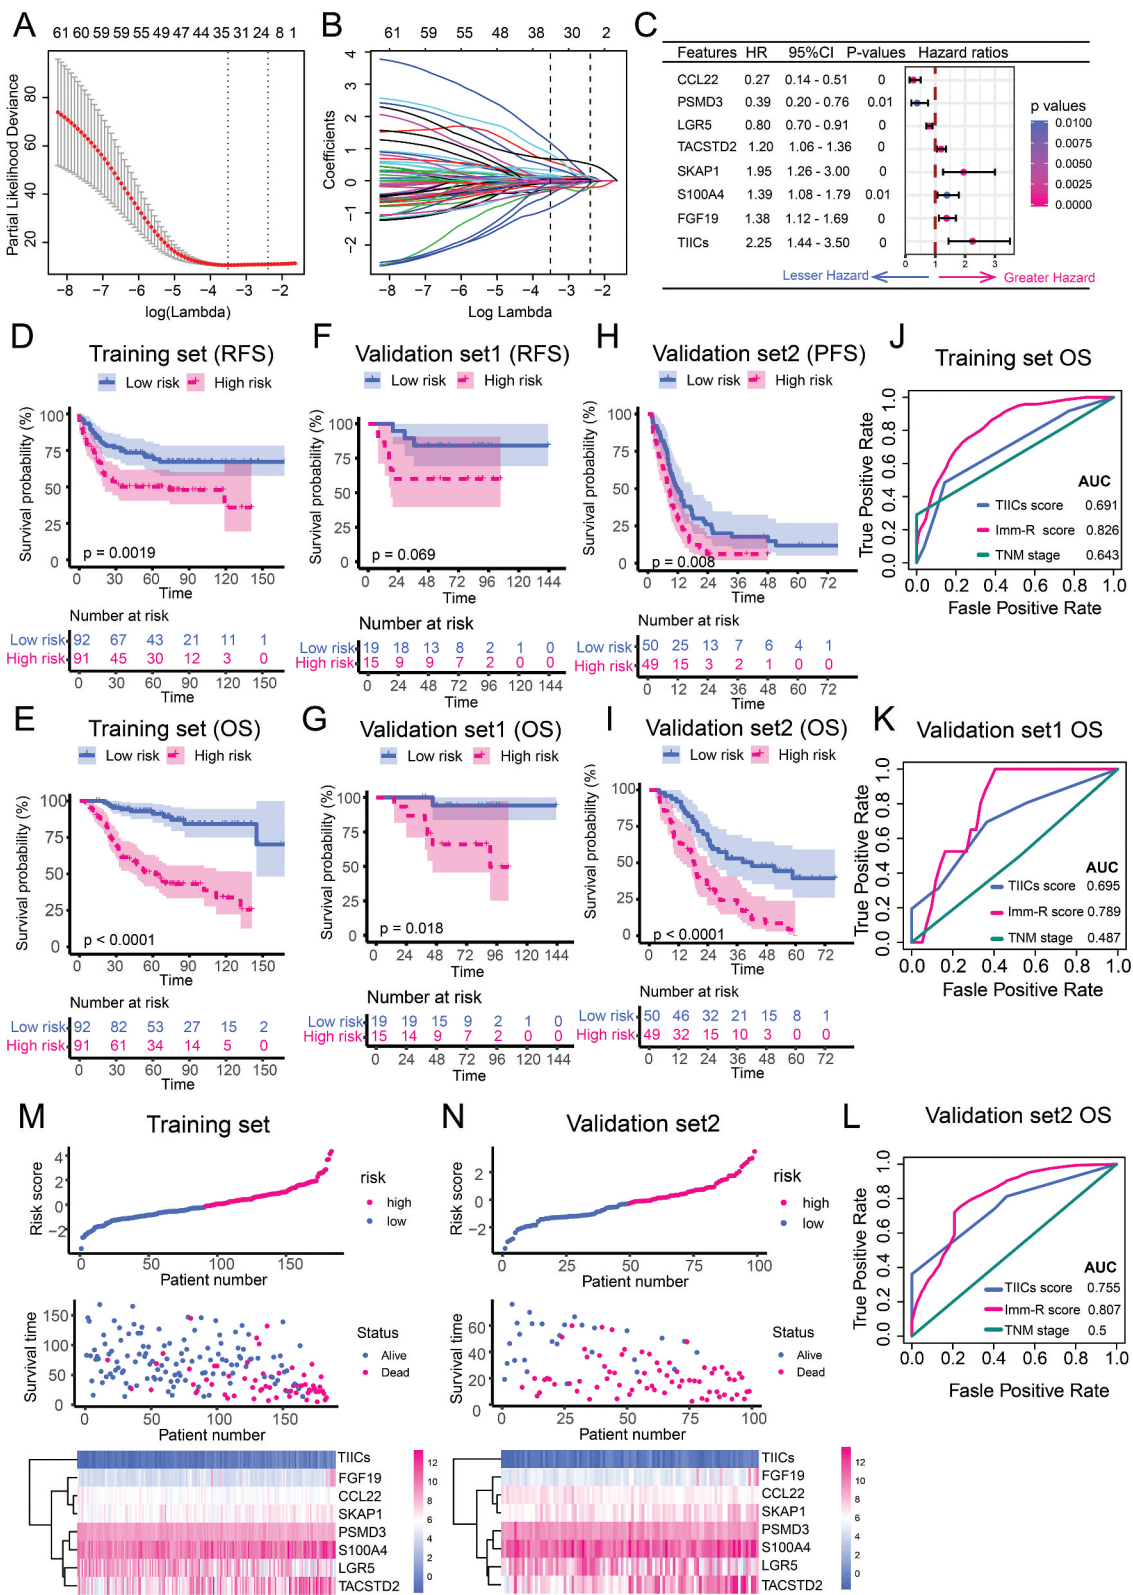 A
61 60 59 59 55 49 47 44 35 31 24 8 1
Partial Likelihood Deviance
80
60
40
20
−8 −7 −6 −5 −4 −3 −2
log(Lambda)
B
61 59 55 48 38 30 2
Coefficients
4
3
2
1
0
−1
−2
−8 −7 −6 −5 −4 −3 −2
Log Lambda
C
Features HR 95%CI P-values Hazard ratios
CCL22 0.27 0.14 - 0.51 0
PSMD3 0.39 0.20 - 0.76 0.01
LGR5 0.80 0.70 - 0.91 0
TACSTD2 1.20 1.06 - 1.36 0
SKAP1 1.95 1.26 - 3.00 0
S100A4 1.39 1.08 - 1.79 0.01
FGF19 1.38 1.12 - 1.69 0
TIICs 2.25 1.44 - 3.50 0
0 1 2 3
Lesser Hazard
Greater Hazard
p values
0.0100
0.0075
0.0050
0.0025
0.0000
D
Training set (RFS)
Low risk High risk
Survival probability (%)
100
75
50
25
0
p = 0.0019
0 30 60 90 120 150
Time
Number at risk
Low risk 92 67 43 21 11 1
High risk 91 45 30 12 3 0
0 30 60 90 120 150
Time
F
Validation set1 (RFS)
Low risk High risk
Survival probability (%)
100
75
50
25
0
p = 0.069
0 24 48 72 96 120 144
Time
Number at risk
Low risk 19 18 13 8 2 1 0
High risk 15 9 9 7 2 0 0
0 24 48 72 96 120 144
Time
H
Validation set2 (PFS)
Low risk High risk
Survival probability (%)
100
75
50
25
0
p = 0.008
0 12 24 36 48 60 72
Time
Number at risk
Low risk 50 25 13 7 6 4 1
High risk 49 15 3 2 1 0 0
0 12 24 36 48 60 72
Time
J
Training set OS
True Positive Rate
0.0 0.2 0.4 0.6 0.8 1.0
AUC
TIICs score 0.691
Imm-R score 0.826
TNM stage 0.643
0.0 0.2 0.4 0.6 0.8 1.0
Fasle Positive Rate
E
Training set (OS)
Low risk High risk
Survival probability (%)
100
75
50
25
0
p < 0.0001
0 30 60 90 120 150
Time
Number at risk
Low risk 92 82 53 27 15 2
High risk 91 61 34 14 5 0
0 30 60 90 120 150
Time
G
Validation set1 (OS)
Low risk High risk
Survival probability (%)
100
75
50
25
0
p = 0.018
0 24 48 72 96 120 144
Time
Number at risk
Low risk 19 19 15 9 2 1 0
High risk 15 14 9 7 2 0 0
0 24 48 72 96 120 144
Time
I
Validation set2 (OS)
Low risk High risk
Survival probability (%)
100
75
50
25
0
p < 0.0001
0 12 24 36 48 60 72
Time
Number at risk
Low risk 50 46 32 21 15 8 1
High risk 49 32 15 10 3 0 0
0 12 24 36 48 60 72
Time
K
Validation set1 OS
True Positive Rate
0.0 0.2 0.4 0.6 0.8 1.0
AUC
TIICs score 0.695
Imm-R score 0.789
TNM stage 0.487
0.0 0.2 0.4 0.6 0.8 1.0
Fasle Positive Rate
M
Training set
Risk score
4
2
0
−2
0 50 100 150
Patient number
risk
high
low
Survival time
150
100
50
0
0 50 100 150
Patient number
Status
Alive
Dead
TIICs
FGF19
CCL22
SKAP1
PSMD3
S100A4
LGR5
TACSTD2
12
10
8
6
4
2
0
N
Validation set2
Risk score
2
0
−2
0 25 50 75 100
Patient number
risk
high
low
Survival time
60
40
20
0
0 25 50 75 100
Patient number
Status
Alive
Dead
TIICs
FGF19
CCL22
SKAP1
PSMD3
S100A4
LGR5
TACSTD2
12
10
8
6
4
2
0
L
Validation set2 OS
True Positive Rate
0.0 0.2 0.4 0.6 0.8 1.0
AUC
TIICs score 0.755
Imm-R score 0.807
TNM stage 0.5
0.0 0.2 0.4 0.6 0.8 1.0
Fasle Positive Rate